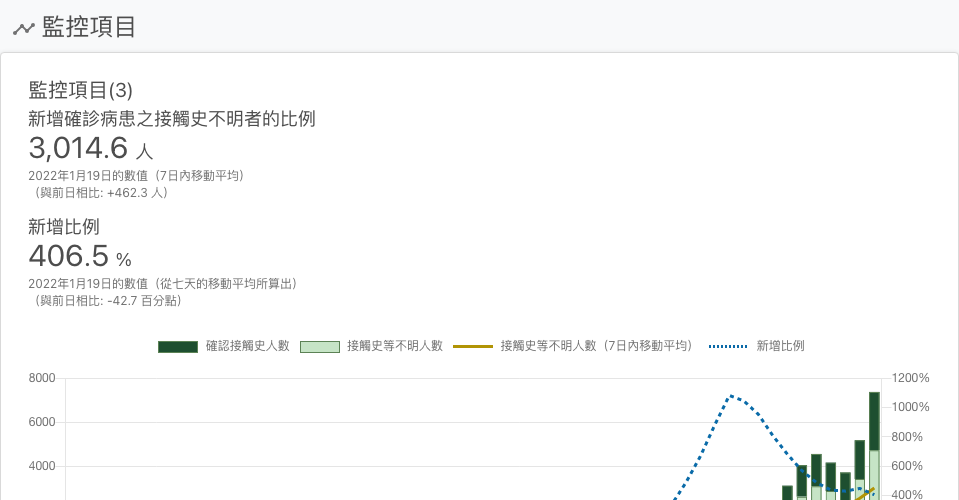 監控項目
監控項目(3)
新增確診病患之接觸史不明者的比例
3,014.6 人
2022年1月19日的數值（7日內移動平均）
（與前日相比: +462.3 人）
新增比例
406.5 %
2022年1月19日的數值（從七天的移動平均所算出）
（與前日相比: -42.7 百分點）
確認接觸史人數 接觸史等不明人數 接觸史等不明人數（7日內移動平均） 新增比例
8000 1200%
1000%
6000
800%
4000 600%
400%